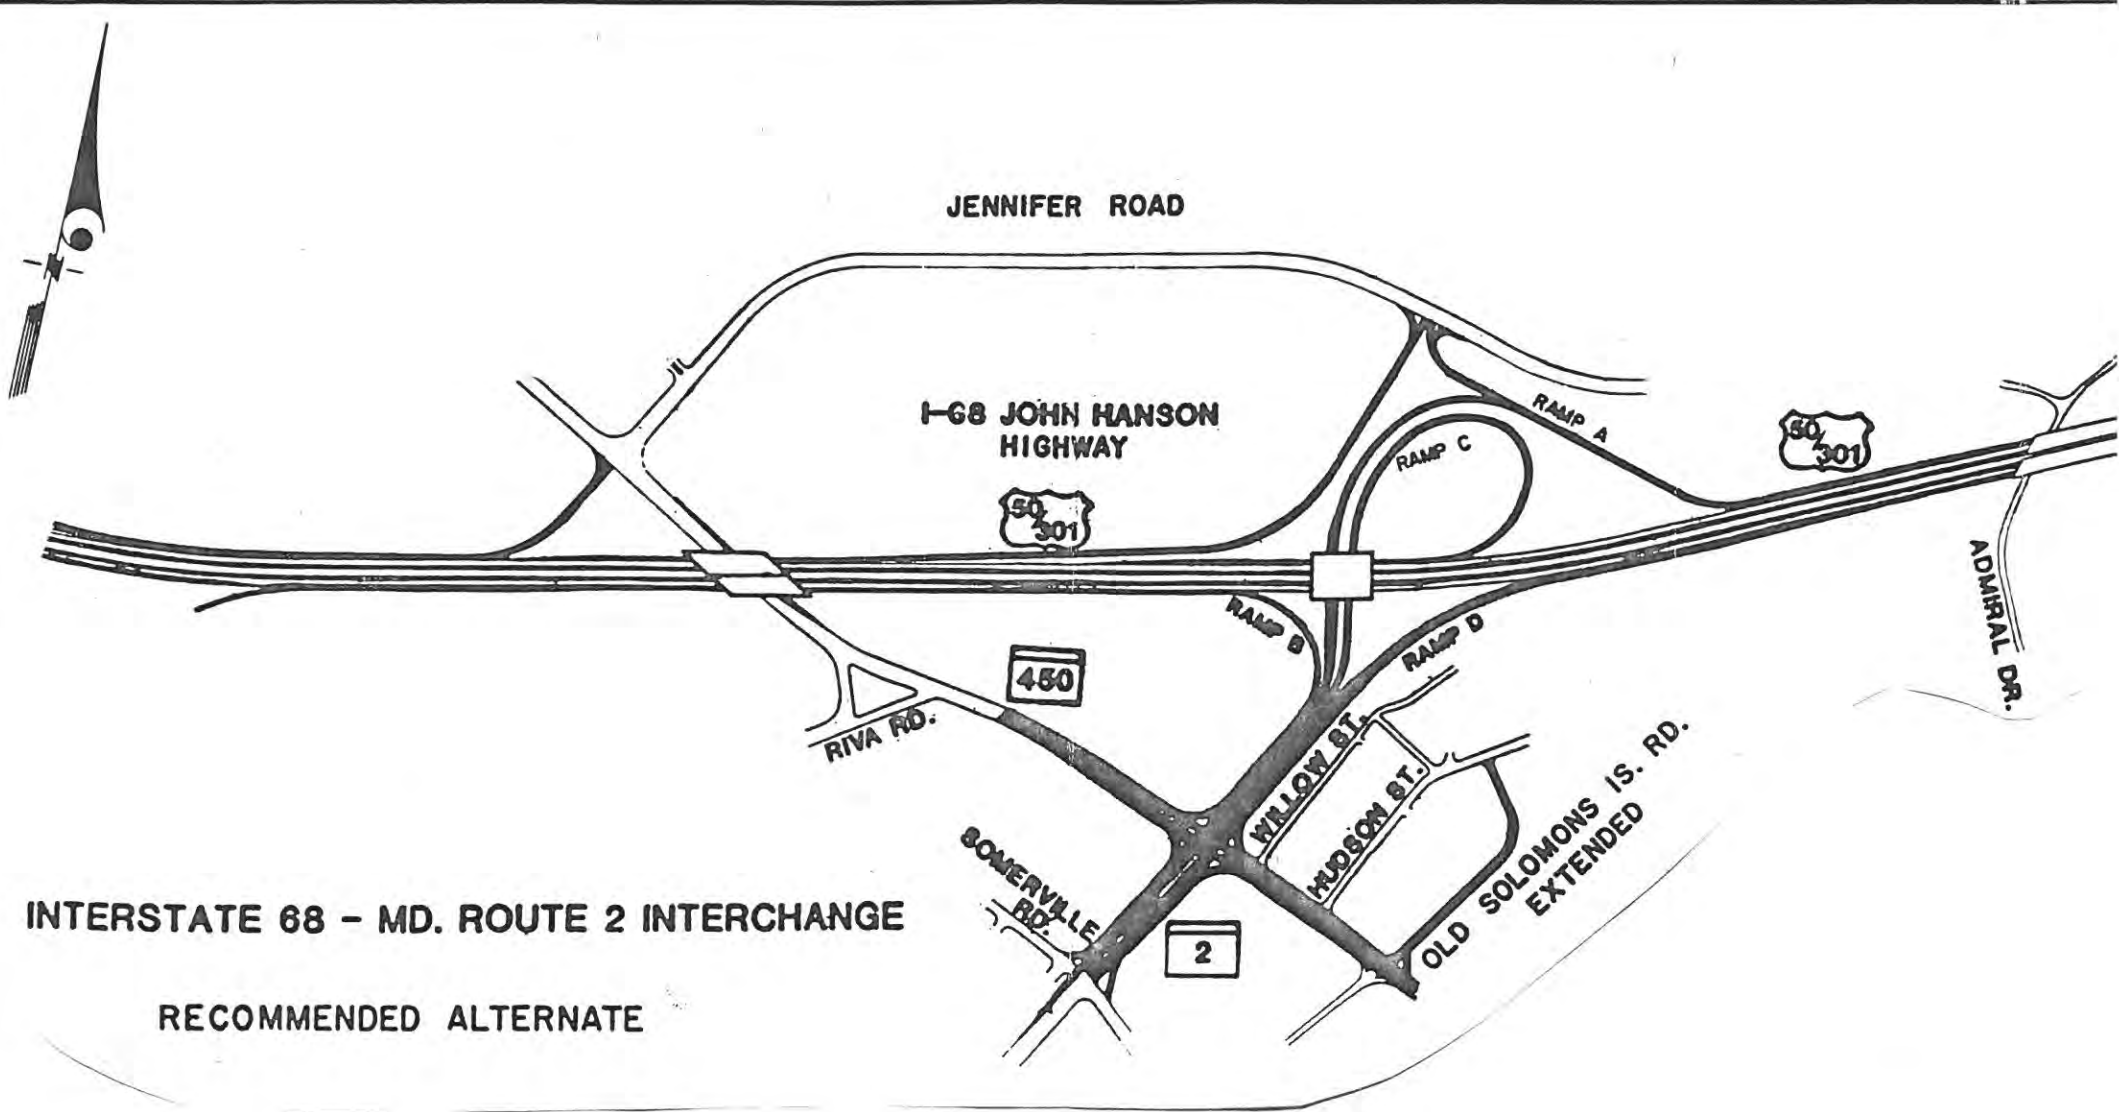 JENNIFER ROAD
I-68 JOHN HANSON
HIGHWAY
50
301
RAMP A
RAMP C
50
301
RAMP B
RAMP D
ADMIRAL DR.
450
RIVA RD.
WILLOW ST.
HUDSON ST.
OLD SOLOMONS IS. RD.
EXTENDED
SOMERVILLE
RD.
2
INTERSTATE 68 - MD. ROUTE 2 INTERCHANGE
RECOMMENDED ALTERNATE
N